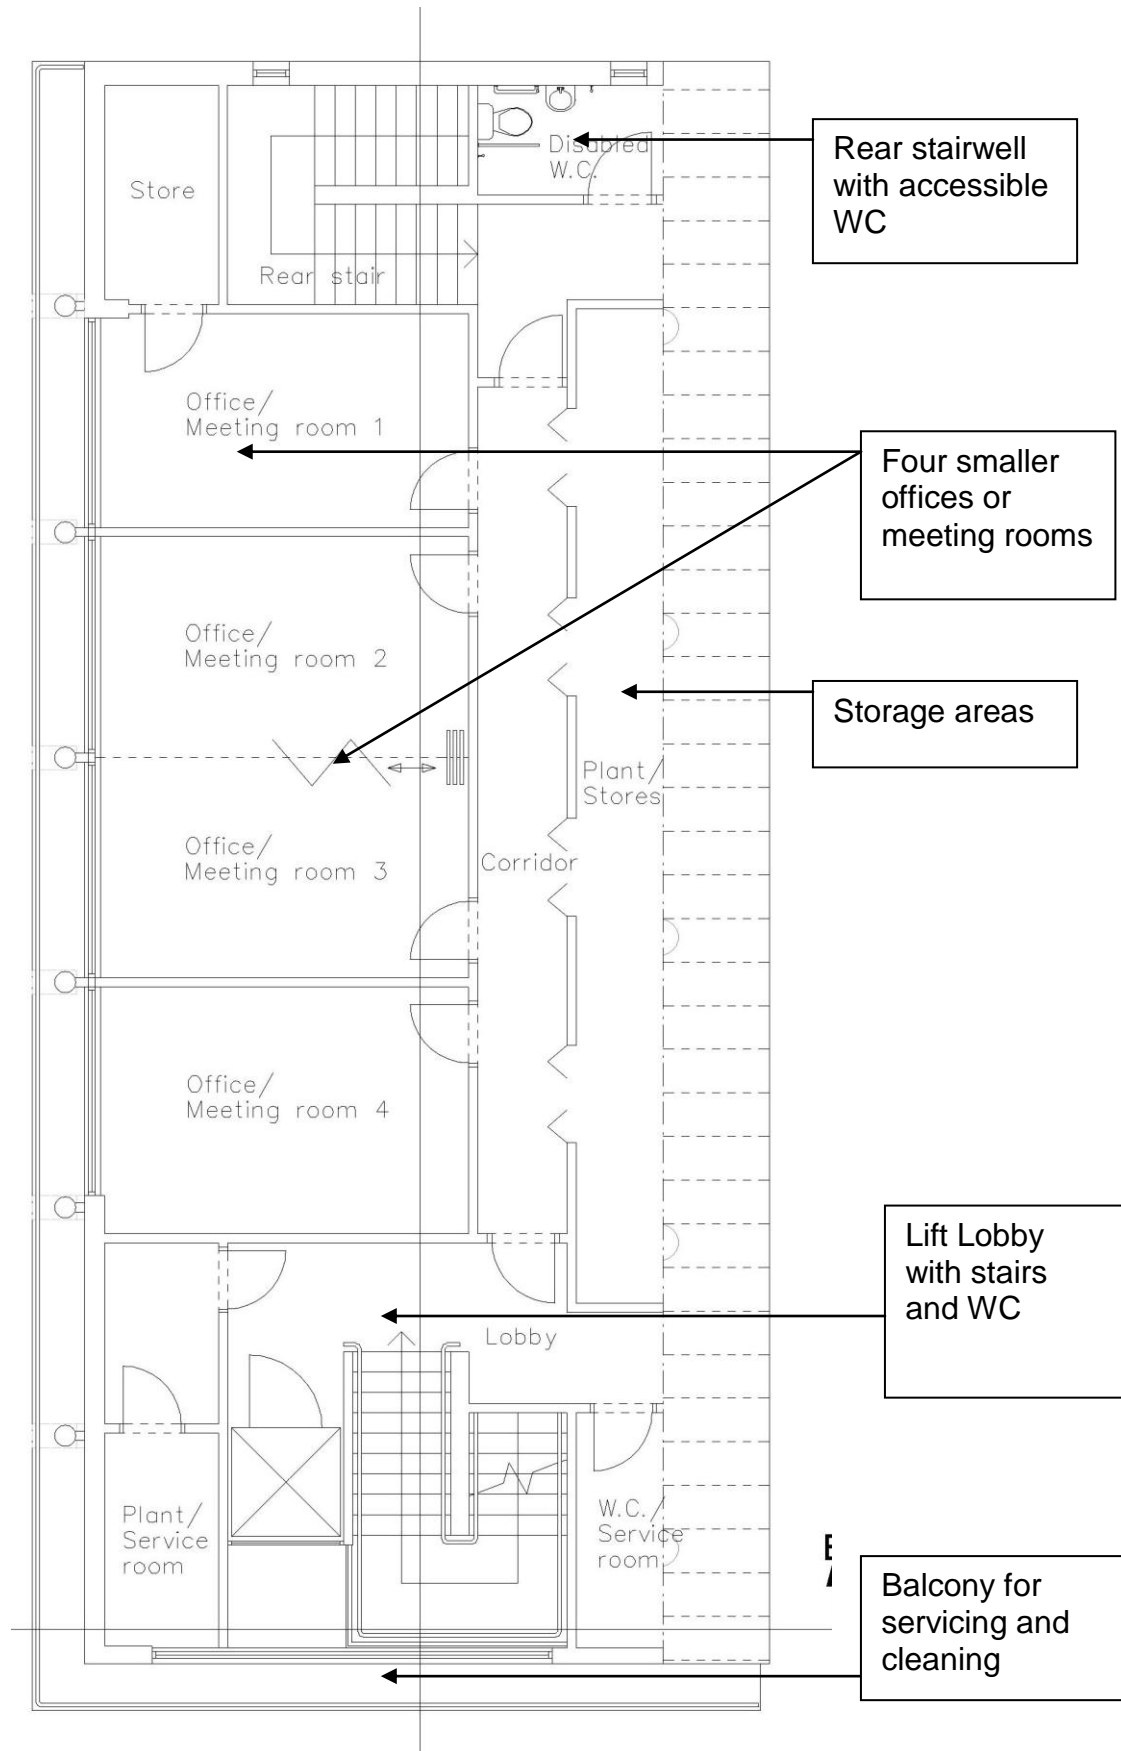 Disabled
W.C.
Rear stairwell
with accessible
WC
Store
Rear stair
Office/
Meeting room 1
Four smaller
offices or
meeting rooms
Office/
Meeting room 2
Storage areas
Plant/
Stores
Office/
Meeting room 3
Corridor
Office/
Meeting room 4
Lift Lobby
with stairs
and WC
Lobby
Plant/
Service
room
W.C./
Service
room
Balcony for
servicing and
cleaning